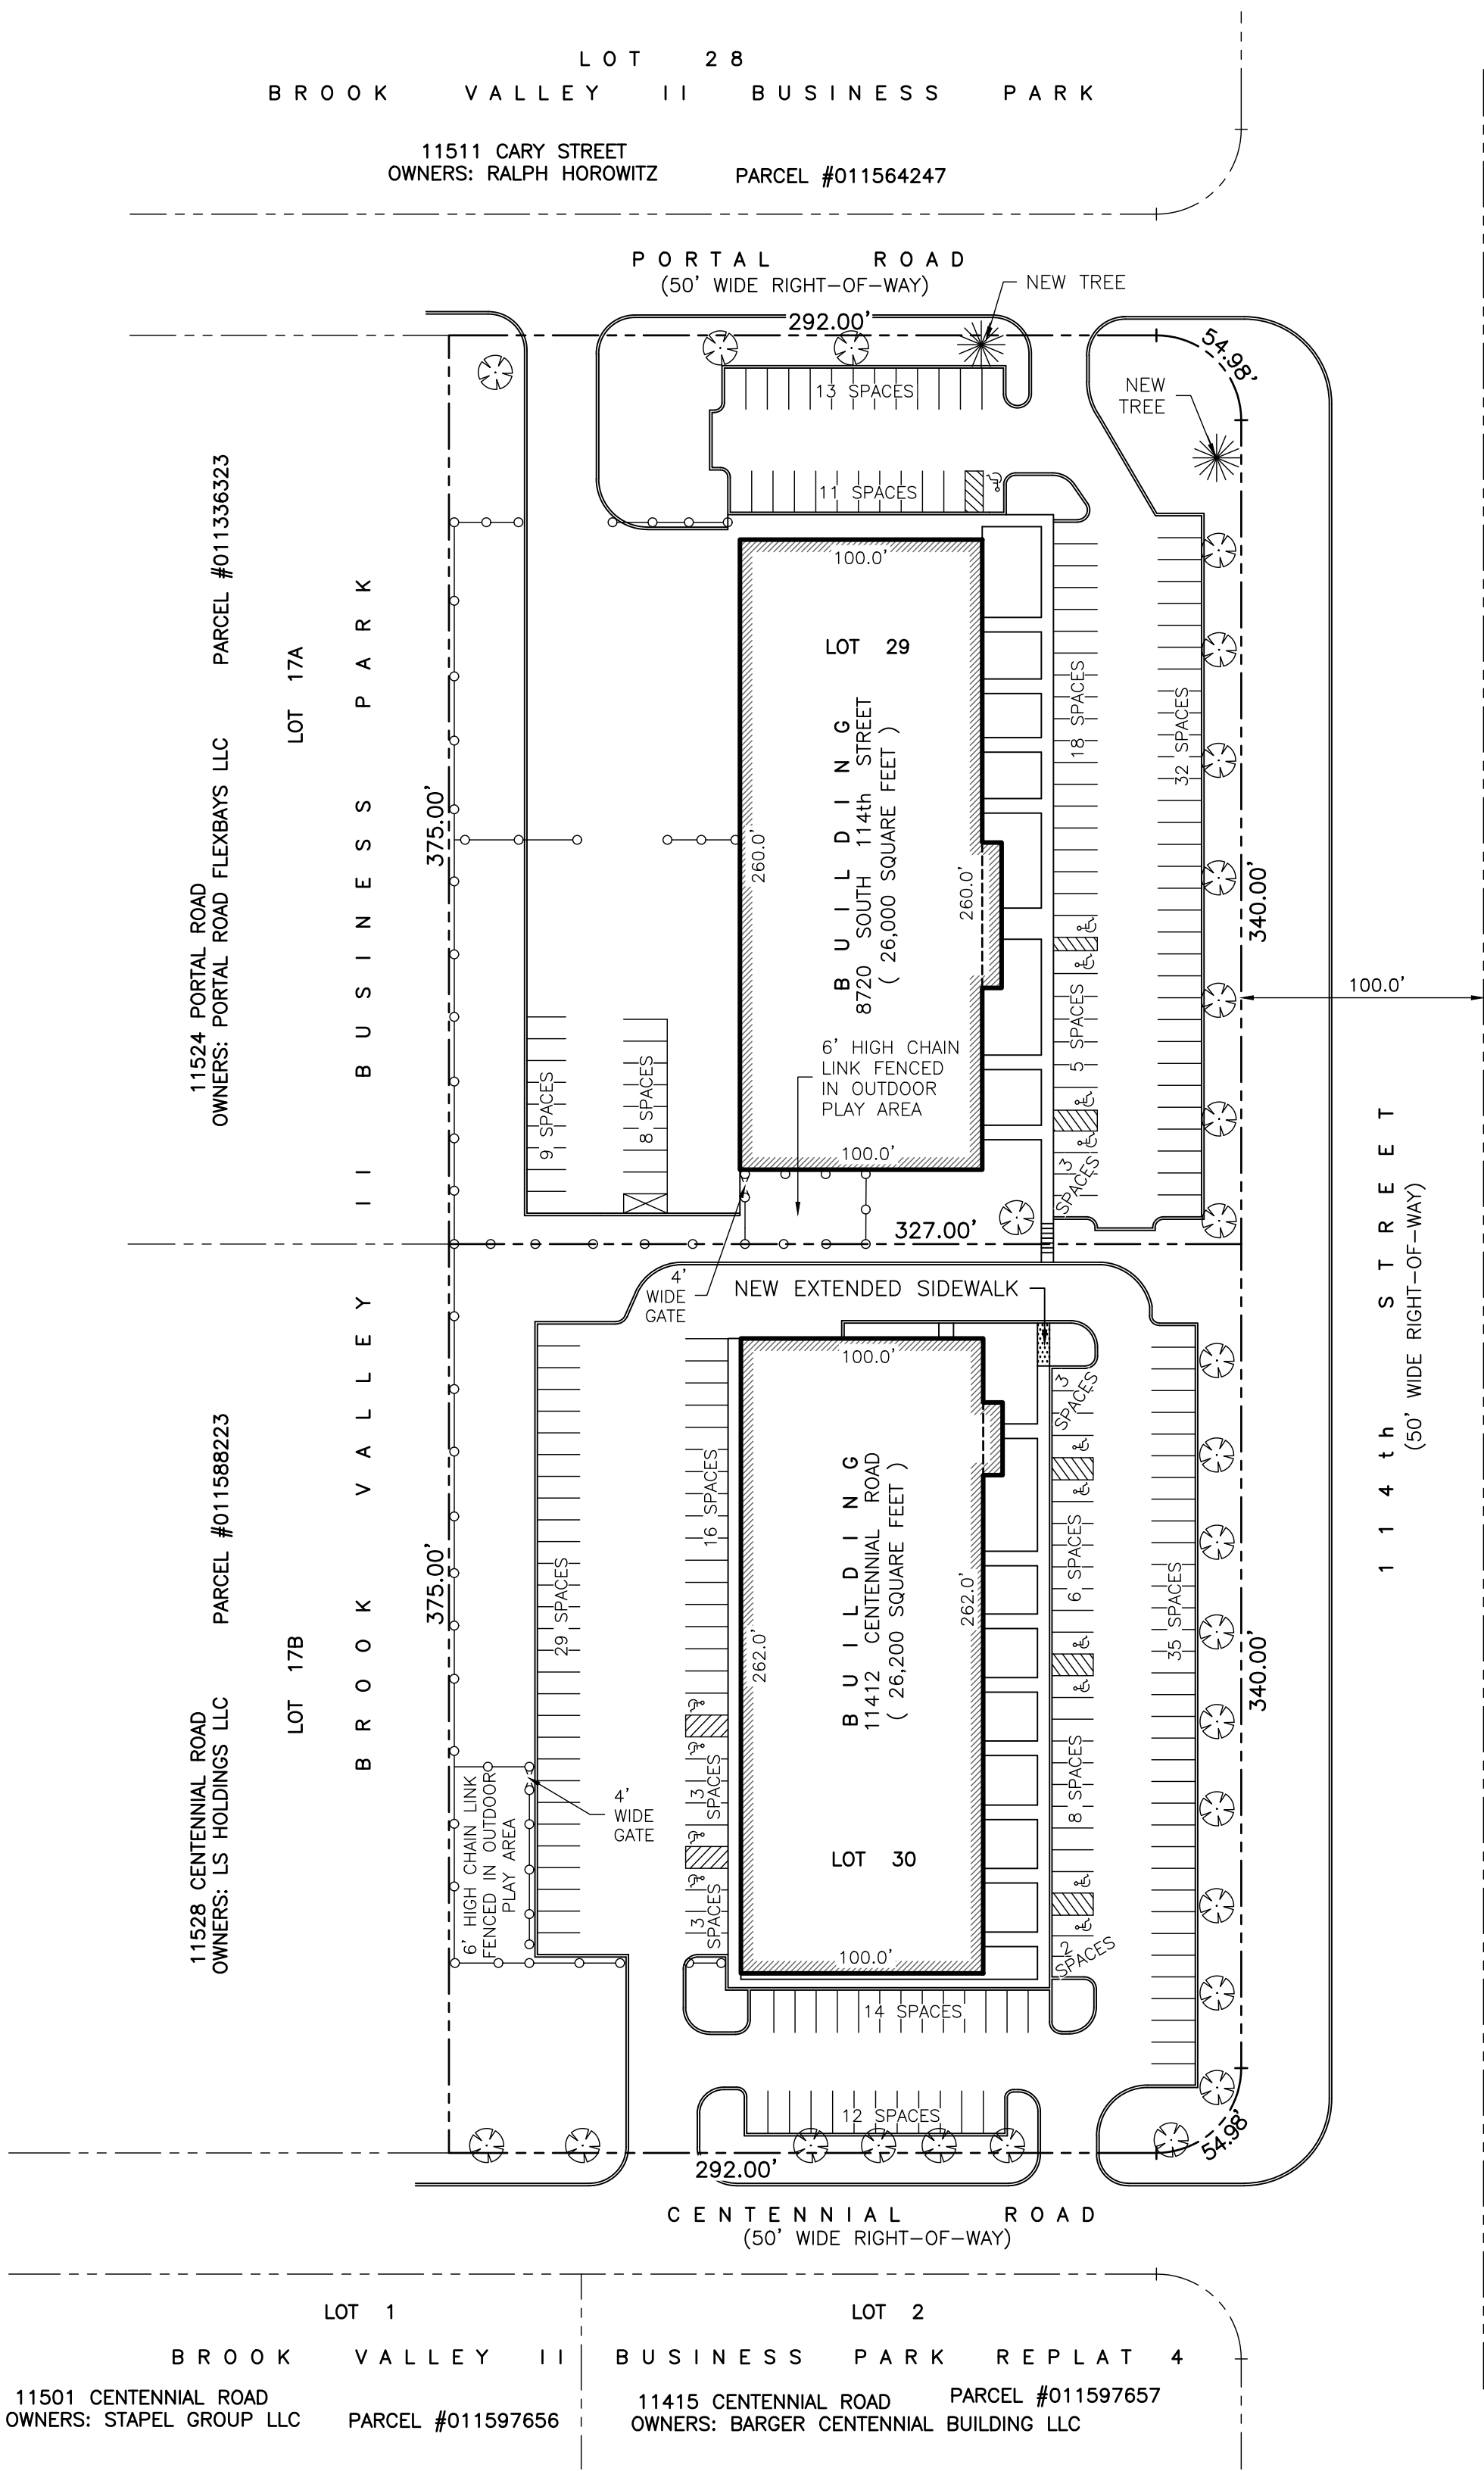 LOT 28
BROOK VALLEY II BUSINESS PARK
11511 CARY STREET
OWNERS: RALPH HOROWITZ
PARCEL #011564247
PORTAL ROAD
(50' WIDE RIGHT-OF-WAY)
NEW TREE
292.00'
54.98'
13 SPACES
NEW
TREE
11 SPACES
100.0'
LOT 29
BUILDING
8720 SOUTH 114th STREET
( 26,000 SQUARE FEET )
260.0'
260.0'
18 SPACES
32 SPACES
375.00'
340.00'
100.0'
5 SPACES
9 SPACES
8 SPACES
6' HIGH CHAIN
LINK FENCED
IN OUTDOOR
PLAY AREA
100.0'
3
SPACES
327.00'
PARCEL #011336323
LOT 17A
11524 PORTAL ROAD
OWNERS: PORTAL ROAD FLEXBAYS LLC
BROOK VALLEY II BUSINESS PARK
114th STREET
(50' WIDE RIGHT-OF-WAY)
4'
WIDE
GATE
NEW EXTENDED SIDEWALK
100.0'
3
SPACES
16 SPACES
29 SPACES
BUILDING
11412 CENTENNIAL ROAD
( 26,200 SQUARE FEET )
262.0'
262.0'
6 SPACES
35 SPACES
375.00'
340.00'
PARCEL #011588223
LOT 17B
11528 CENTENNIAL ROAD
OWNERS: LS HOLDINGS LLC
8 SPACES
3
SPACES
4'
WIDE
GATE
6' HIGH CHAIN LINK
FENCED IN OUTDOOR
PLAY AREA
LOT 30
3
SPACES
2
SPACES
100.0'
14 SPACES
12 SPACES
54.98'
292.00'
CENTENNIAL ROAD
(50' WIDE RIGHT-OF-WAY)
LOT 1
LOT 2
BROOK VALLEY II BUSINESS PARK REPLAT 4
11501 CENTENNIAL ROAD
OWNERS: STAPEL GROUP LLC
PARCEL #011597656
11415 CENTENNIAL ROAD
OWNERS: BARGER CENTENNIAL BUILDING LLC
PARCEL #011597657